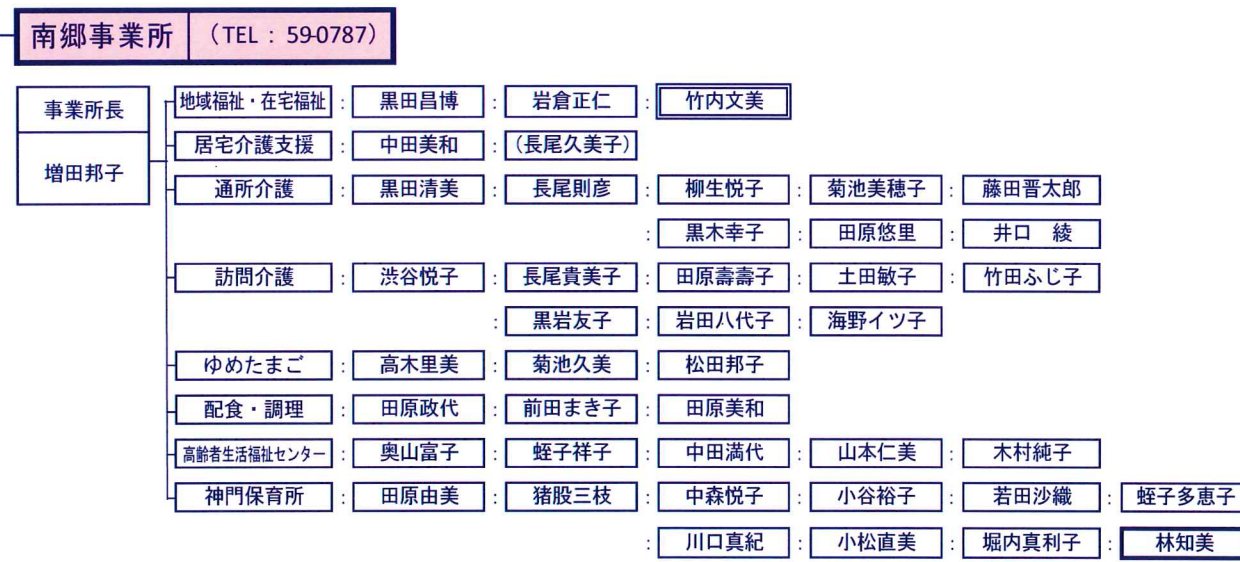 南郷事業所 （TEL：59-0787）
事業所長
増田邦子
地域福祉・在宅福祉：黒田昌博：岩倉正仁：竹内文美
居宅介護支援：中田美和：(長尾久美子)
通所介護：黒田清美：長尾則彦：柳生悦子：菊池美穂子：藤田晋太郎
：黒木幸子：田原悠里：井口　綾
訪問介護：渋谷悦子：長尾貴美子：田原壽壽子：土田敏子：竹田ふじ子
：黒岩友子：岩田八代子：海野イツ子
ゆめたまご：高木里美：菊池久美：松田邦子
配食・調理：田原政代：前田まき子：田原美和
高齢者生活福祉センター：奥山富子：蛭子祥子：中田満代：山本仁美：木村純子
神門保育所：田原由美：猪股三枝：中森悦子：小谷裕子：若田沙織：蛭子多恵子
：川口真紀：小松直美：堀内真利子：林知美